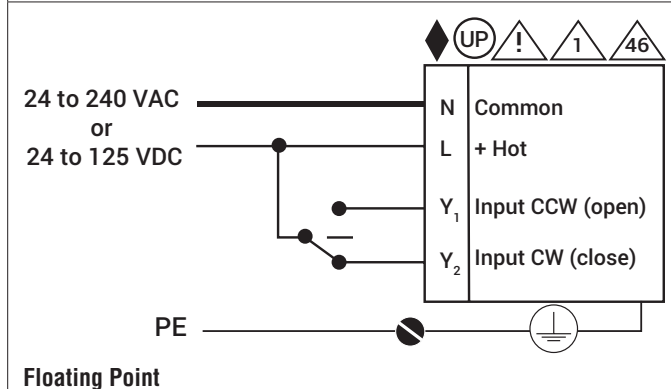 UP ! 1 46
24 to 240 VAC
or
24 to 125 VDC
N Common
L + Hot
Y1 Input CCW (open)
Y2 Input CW (close)
PE
Floating Point